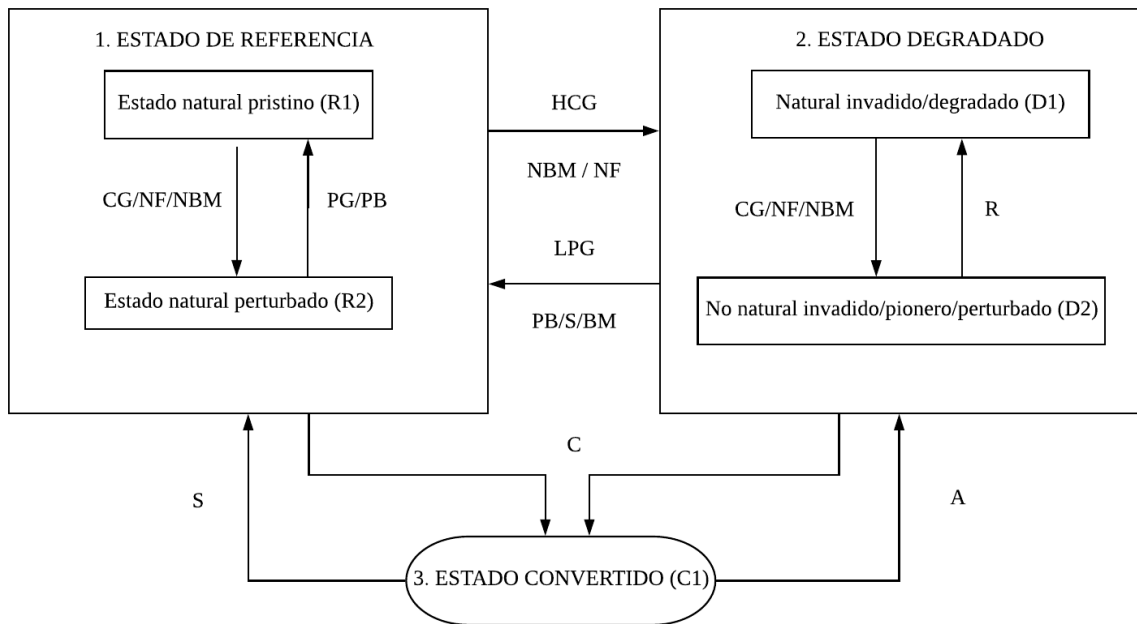 1. ESTADO DE REFERENCIA
Estado natural pristino (R1)
CG/NF/NBM
PG/PB
Estado natural perturbado (R2)
HCG
NBM / NF
LPG
PB/S/BM
2. ESTADO DEGRADADO
Natural invadido/degradado (D1)
CG/NF/NBM
R
No natural invadido/pionero/perturbado (D2)
C
S
A
3. ESTADO CONVERTIDO (C1)